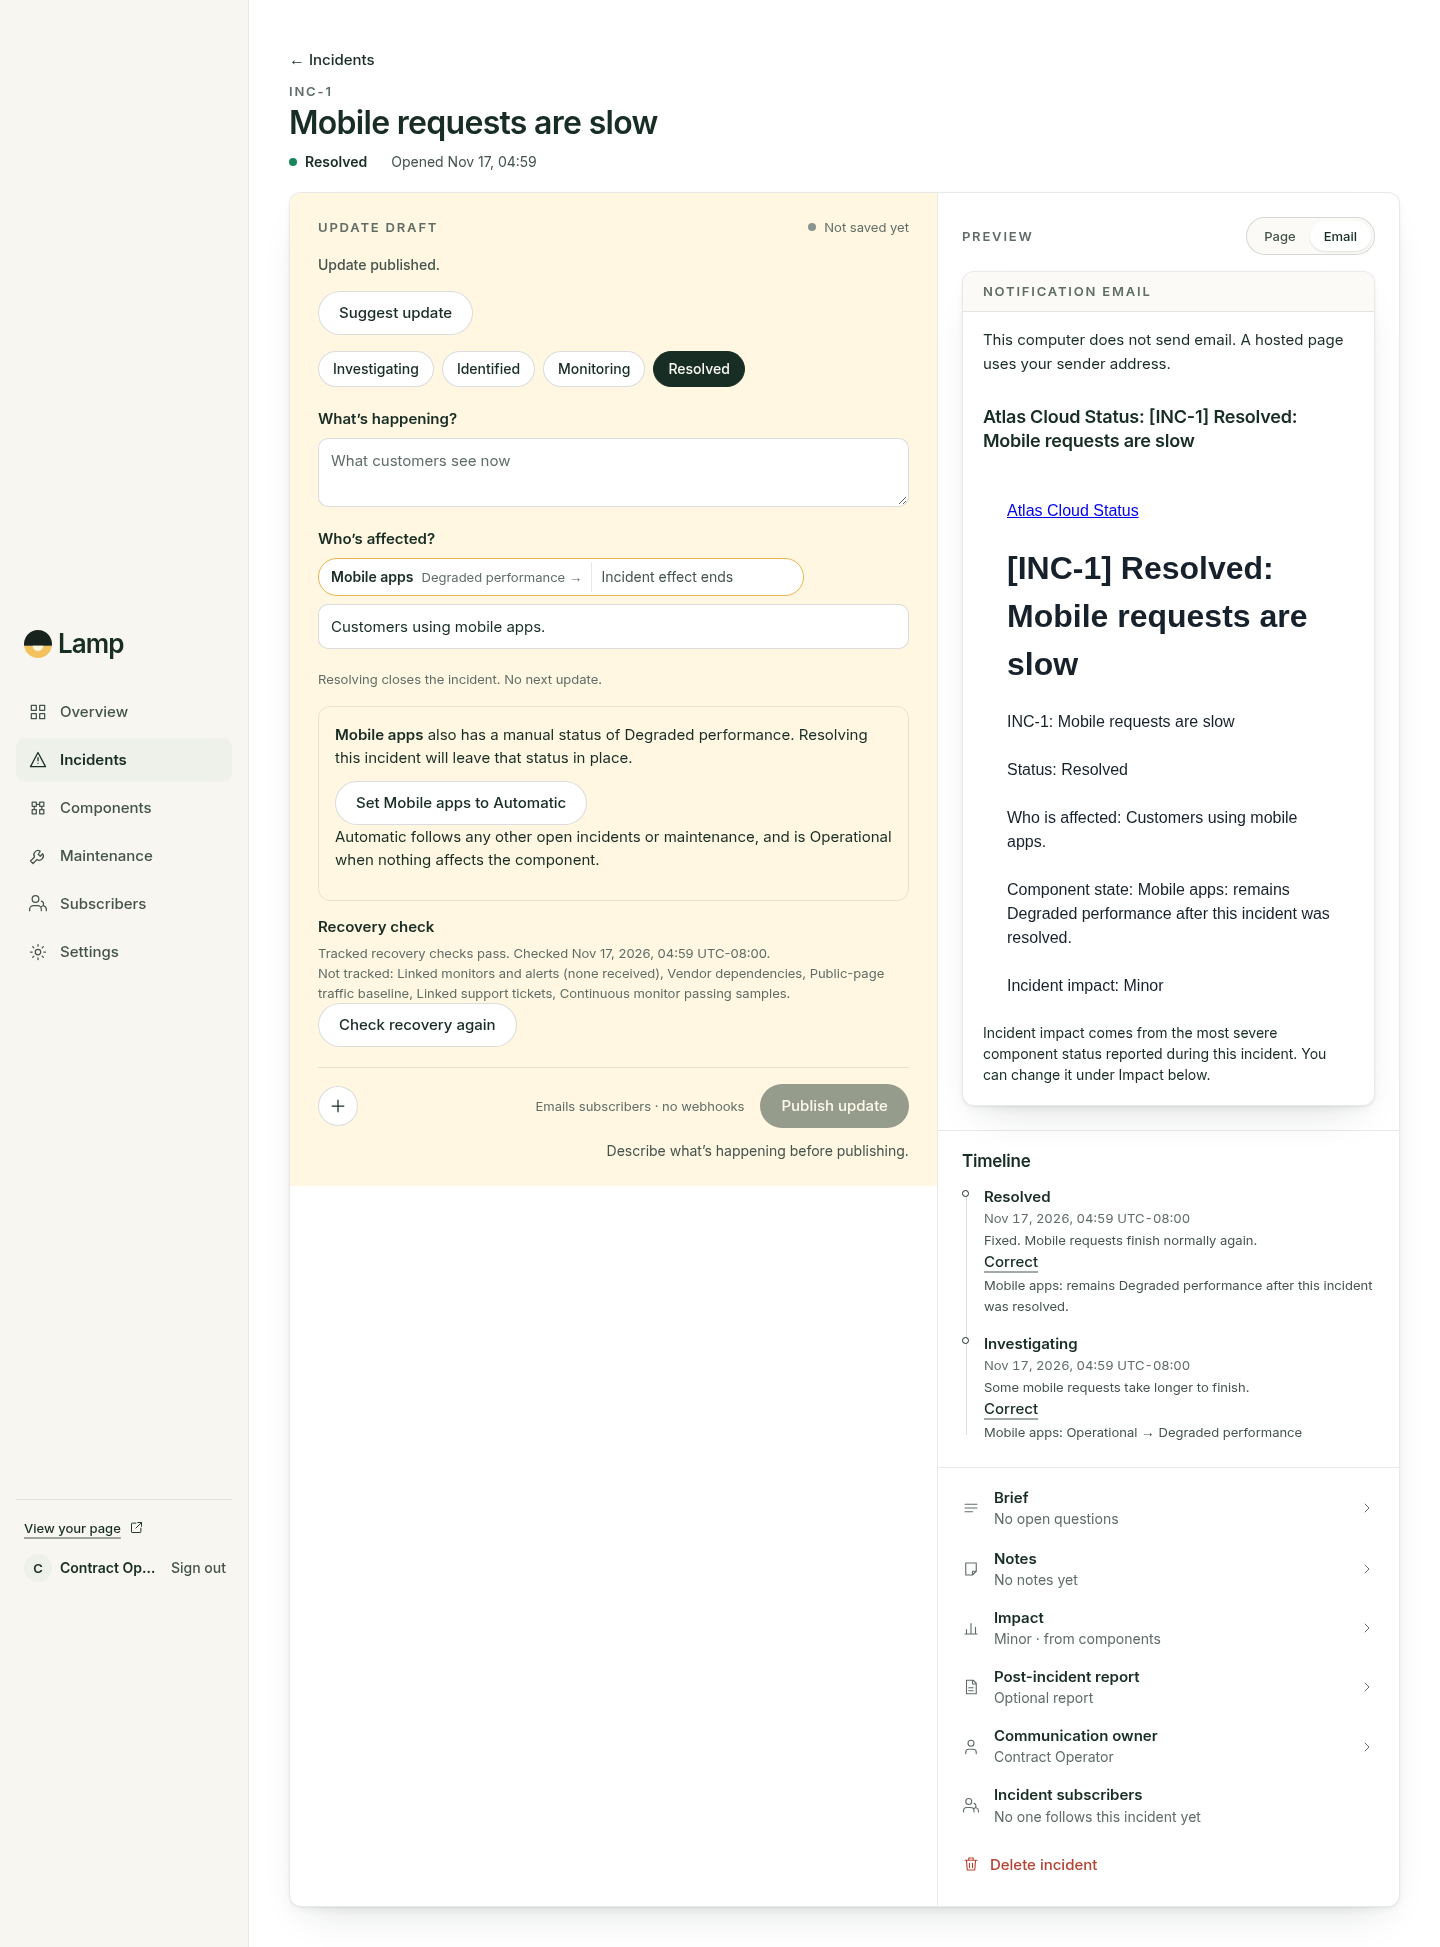 Lamp
Overview
Incidents
Components
Maintenance
Subscribers
Settings
View your page
C Contract Op... Sign out
← Incidents
INC-1
Mobile requests are slow
Resolved Opened Nov 17, 04:59
UPDATE DRAFT Not saved yet
Update published.
Suggest update
Investigating Identified Monitoring Resolved
What's happening?
What customers see now
Who's affected?
Mobile apps Degraded performance → Incident effect ends
Customers using mobile apps.
Resolving closes the incident. No next update.
Mobile apps also has a manual status of Degraded performance. Resolving
this incident will leave that status in place.
Set Mobile apps to Automatic
Automatic follows any other open incidents or maintenance, and is Operational
when nothing affects the component.
Recovery check
Tracked recovery checks pass. Checked Nov 17, 2026, 04:59 UTC-08:00.
Not tracked: Linked monitors and alerts (none received), Vendor dependencies, Public-page
traffic baseline, Linked support tickets, Continuous monitor passing samples.
Check recovery again
Emails subscribers · no webhooks Publish update
Describe what's happening before publishing.
PREVIEW Page Email
NOTIFICATION EMAIL
This computer does not send email. A hosted page
uses your sender address.
Atlas Cloud Status: [INC-1] Resolved:
Mobile requests are slow
Atlas Cloud Status
[INC-1] Resolved:
Mobile requests are
slow
INC-1: Mobile requests are slow
Status: Resolved
Who is affected: Customers using mobile
apps.
Component state: Mobile apps: remains
Degraded performance after this incident was
resolved.
Incident impact: Minor
Incident impact comes from the most severe
component status reported during this incident. You
can change it under Impact below.
Timeline
Resolved
Nov 17, 2026, 04:59 UTC-08:00
Fixed. Mobile requests finish normally again.
Correct
Mobile apps: remains Degraded performance after this incident
was resolved.
Investigating
Nov 17, 2026, 04:59 UTC-08:00
Some mobile requests take longer to finish.
Correct
Mobile apps: Operational → Degraded performance
Brief
No open questions
Notes
No notes yet
Impact
Minor · from components
Post-incident report
Optional report
Communication owner
Contract Operator
Incident subscribers
No one follows this incident yet
Delete incident